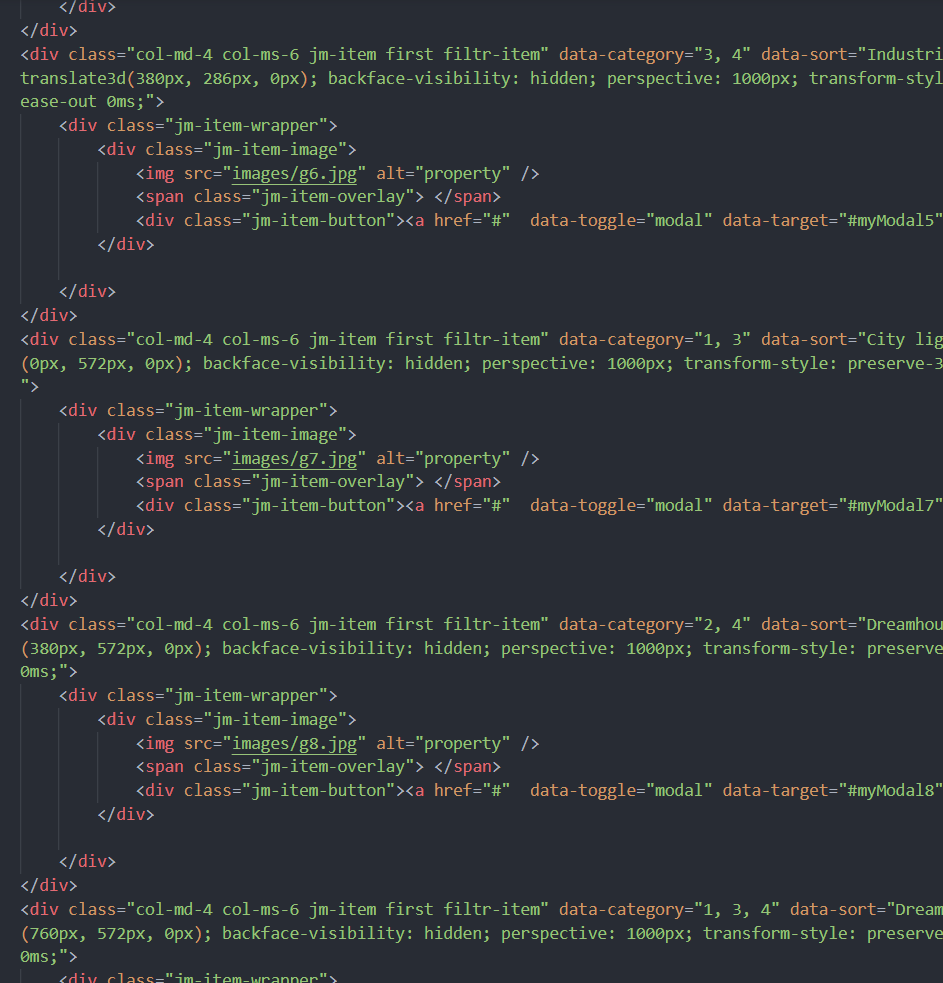 </div>
</div>
<div class="col-md-4 col-ms-6 jm-item first filtr-item" data-category="3, 4" data-sort="Industri
translate3d(380px, 286px, 0px); backface-visibility: hidden; perspective: 1000px; transform-styl
ease-out 0ms;">
<div class="jm-item-wrapper">
<div class="jm-item-image">
<img src="images/g6.jpg" alt="property" />
<span class="jm-item-overlay"> </span>
<div class="jm-item-button"><a href="#"  data-toggle="modal" data-target="#myModal5"
</div>
</div>
</div>
<div class="col-md-4 col-ms-6 jm-item first filtr-item" data-category="1, 3" data-sort="City lig
(0px, 572px, 0px); backface-visibility: hidden; perspective: 1000px; transform-style: preserve-3
">
<div class="jm-item-wrapper">
<div class="jm-item-image">
<img src="images/g7.jpg" alt="property" />
<span class="jm-item-overlay"> </span>
<div class="jm-item-button"><a href="#"  data-toggle="modal" data-target="#myModal7"
</div>
</div>
</div>
<div class="col-md-4 col-ms-6 jm-item first filtr-item" data-category="2, 4" data-sort="Dreamhou
(380px, 572px, 0px); backface-visibility: hidden; perspective: 1000px; transform-style: preserve
0ms;">
<div class="jm-item-wrapper">
<div class="jm-item-image">
<img src="images/g8.jpg" alt="property" />
<span class="jm-item-overlay"> </span>
<div class="jm-item-button"><a href="#"  data-toggle="modal" data-target="#myModal8"
</div>
</div>
</div>
<div class="col-md-4 col-ms-6 jm-item first filtr-item" data-category="1, 3, 4" data-sort="Dream
(760px, 572px, 0px); backface-visibility: hidden; perspective: 1000px; transform-style: preserve
0ms;">
<div class="jm-item-wrapper">